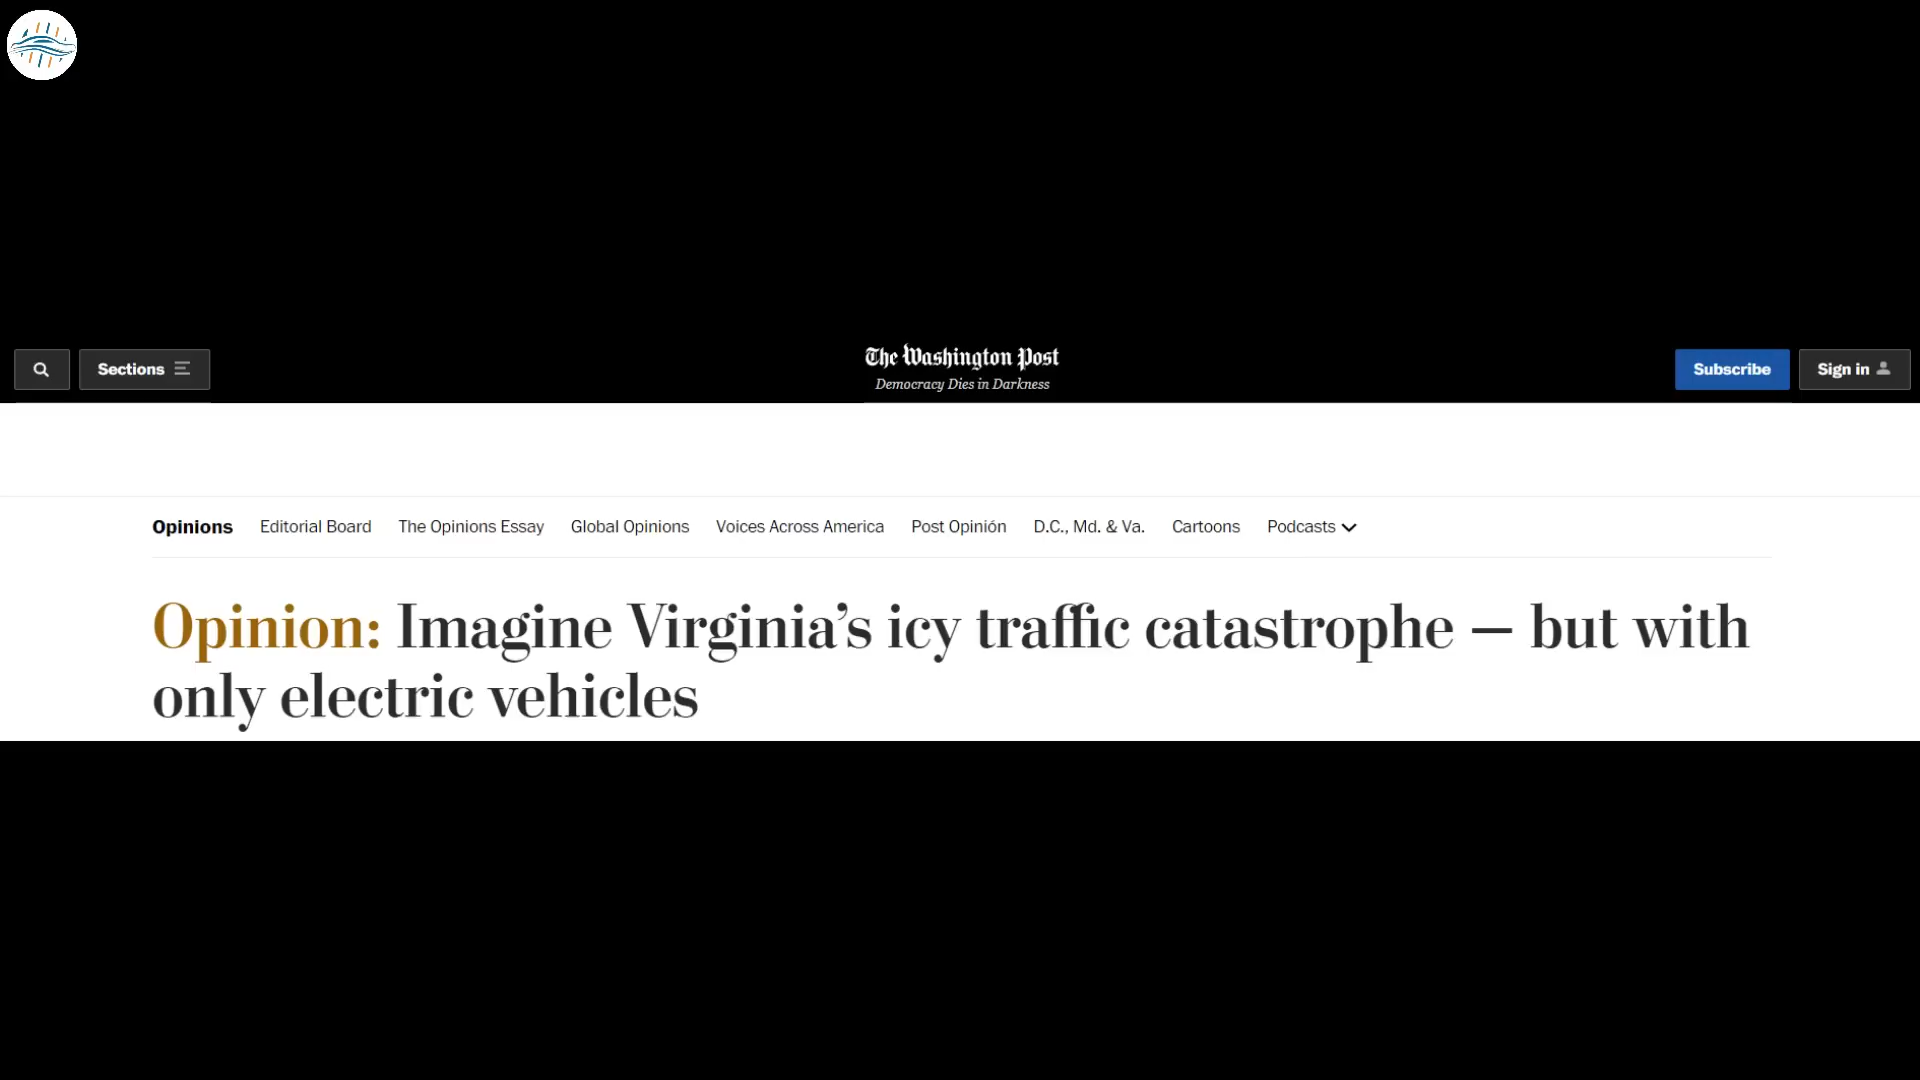 Sections
The Washington Post
Democracy Dies in Darkness
Subscribe
Sign in
Opinions Editorial Board The Opinions Essay Global Opinions Voices Across America Post Opinión D.C., Md. & Va. Cartoons Podcasts
Opinion: Imagine Virginia’s icy traffic catastrophe — but with
only electric vehicles